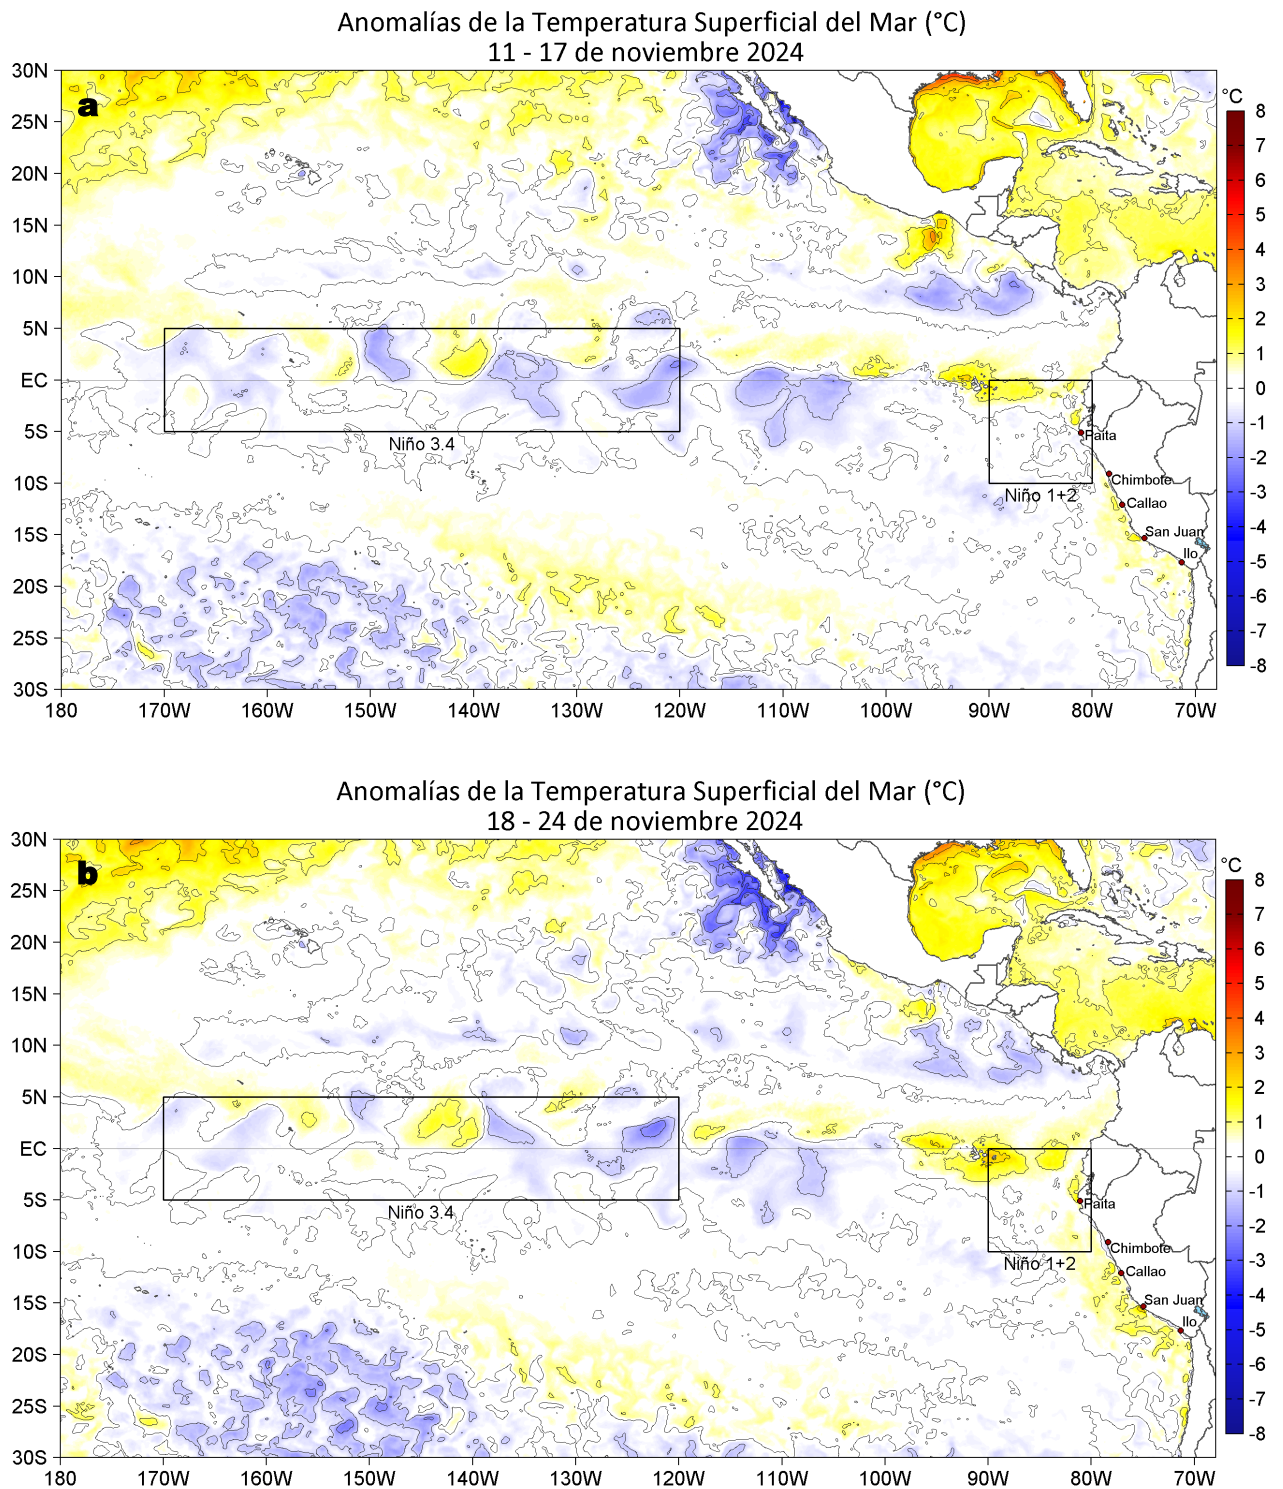 Anomalías de la Temperatura Superficial del Mar (°C)
11 - 17 de noviembre 2024
a
30N
25N
20N
15N
10N
5N
EC
5S
10S
15S
20S
25S
30S
180
170W
160W
150W
140W
130W
120W
110W
100W
90W
80W
70W
Niño 3.4
Niño 1+2
Paita
Chimbote
Callao
San Juan
Ilo
°C
8
7
6
5
4
3
2
1
0
-1
-2
-3
-4
-5
-6
-7
-8
Anomalías de la Temperatura Superficial del Mar (°C)
18 - 24 de noviembre 2024
b
30N
25N
20N
15N
10N
5N
EC
5S
10S
15S
20S
25S
30S
180
170W
160W
150W
140W
130W
120W
110W
100W
90W
80W
70W
Niño 3.4
Niño 1+2
Paita
Chimbote
Callao
San Juan
Ilo
°C
8
7
6
5
4
3
2
1
0
-1
-2
-3
-4
-5
-6
-7
-8